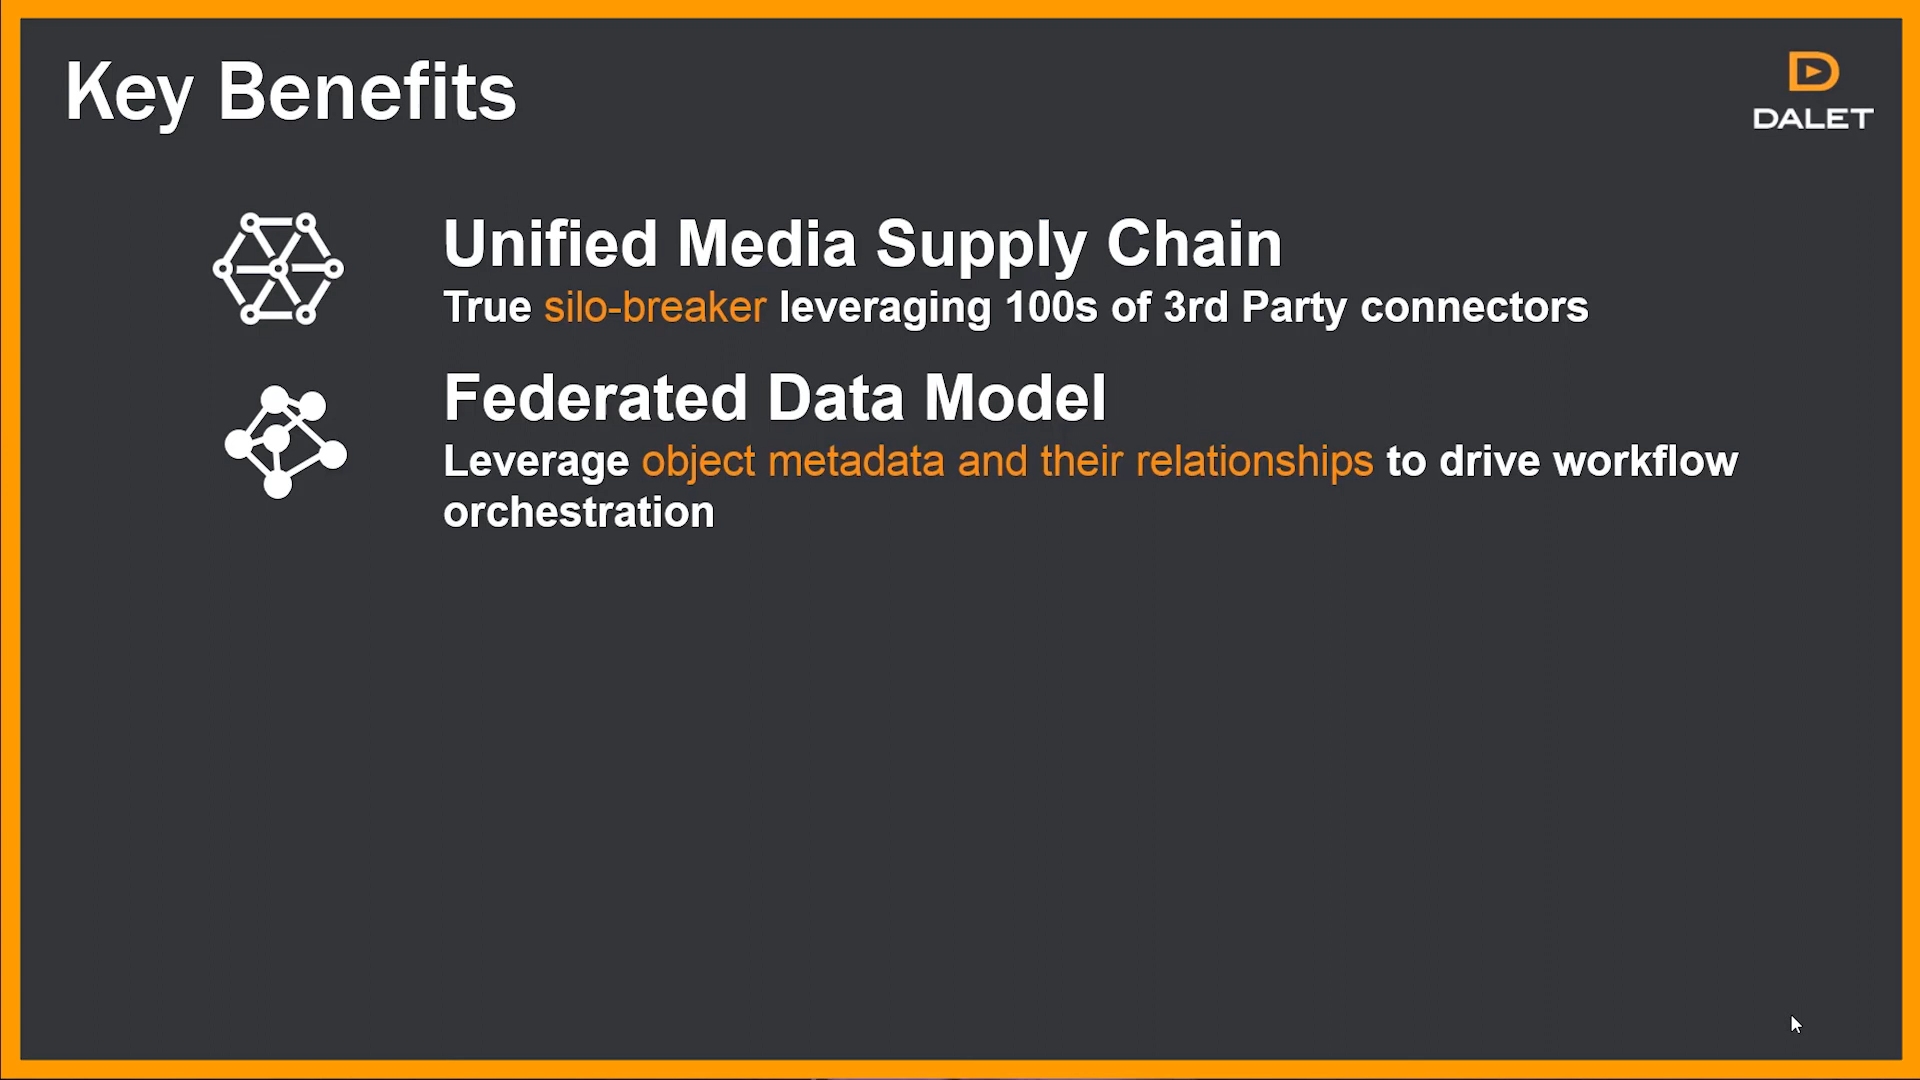 Key Benefits
DALET
Unified Media Supply Chain
True silo-breaker leveraging 100s of 3rd Party connectors
Federated Data Model
Leverage object metadata and their relationships to drive workflow
orchestration